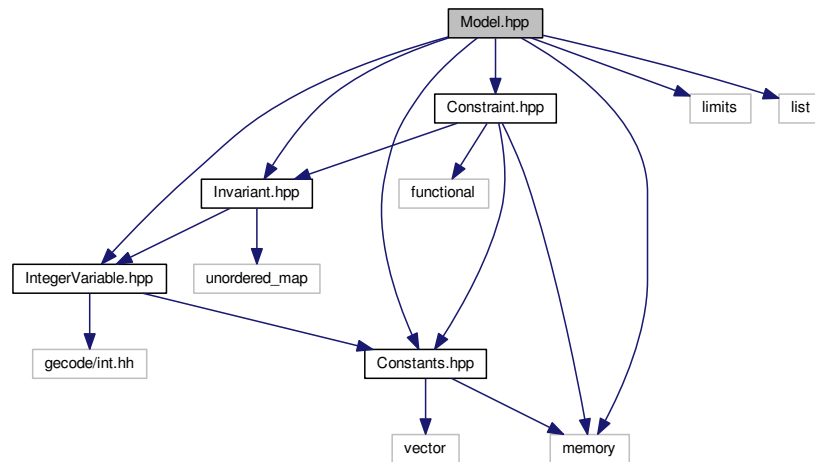 Model.hpp
Constraint.hpp
limits
list
Invariant.hpp
functional
IntegerVariable.hpp
unordered_map
gecode/int.hh
Constants.hpp
vector
memory